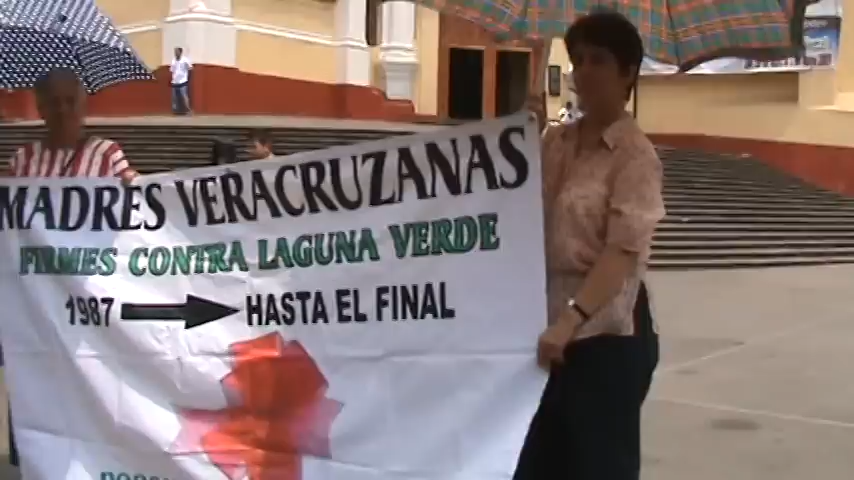 MADRES VERACRUZANAS
FIRMES CONTRA LAGUNA VERDE
1987 HASTA EL FINAL